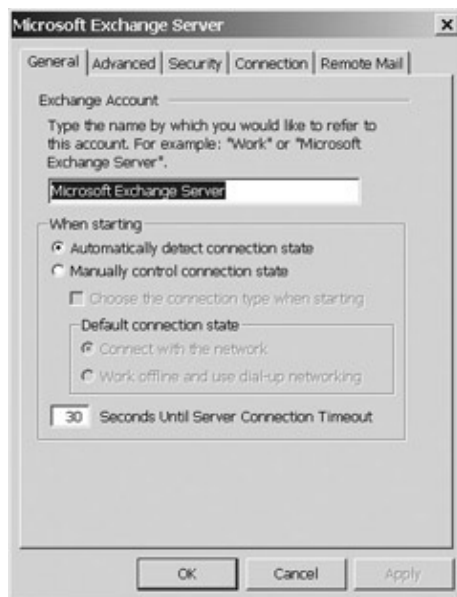 Microsoft Exchange Server
General Advanced Security Connection Remote Mail
Exchange Account
Type the name by which you would like to refer to
this account. For example: "Work" or "Microsoft
Exchange Server".
Microsoft Exchange Server
When starting
Automatically detect connection state
Manually control connection state
Choose the connection type when starting
Default connection state
Connect with the network
Work offline and use dial-up networking
30 Seconds Until Server Connection Timeout
OK Cancel Apply